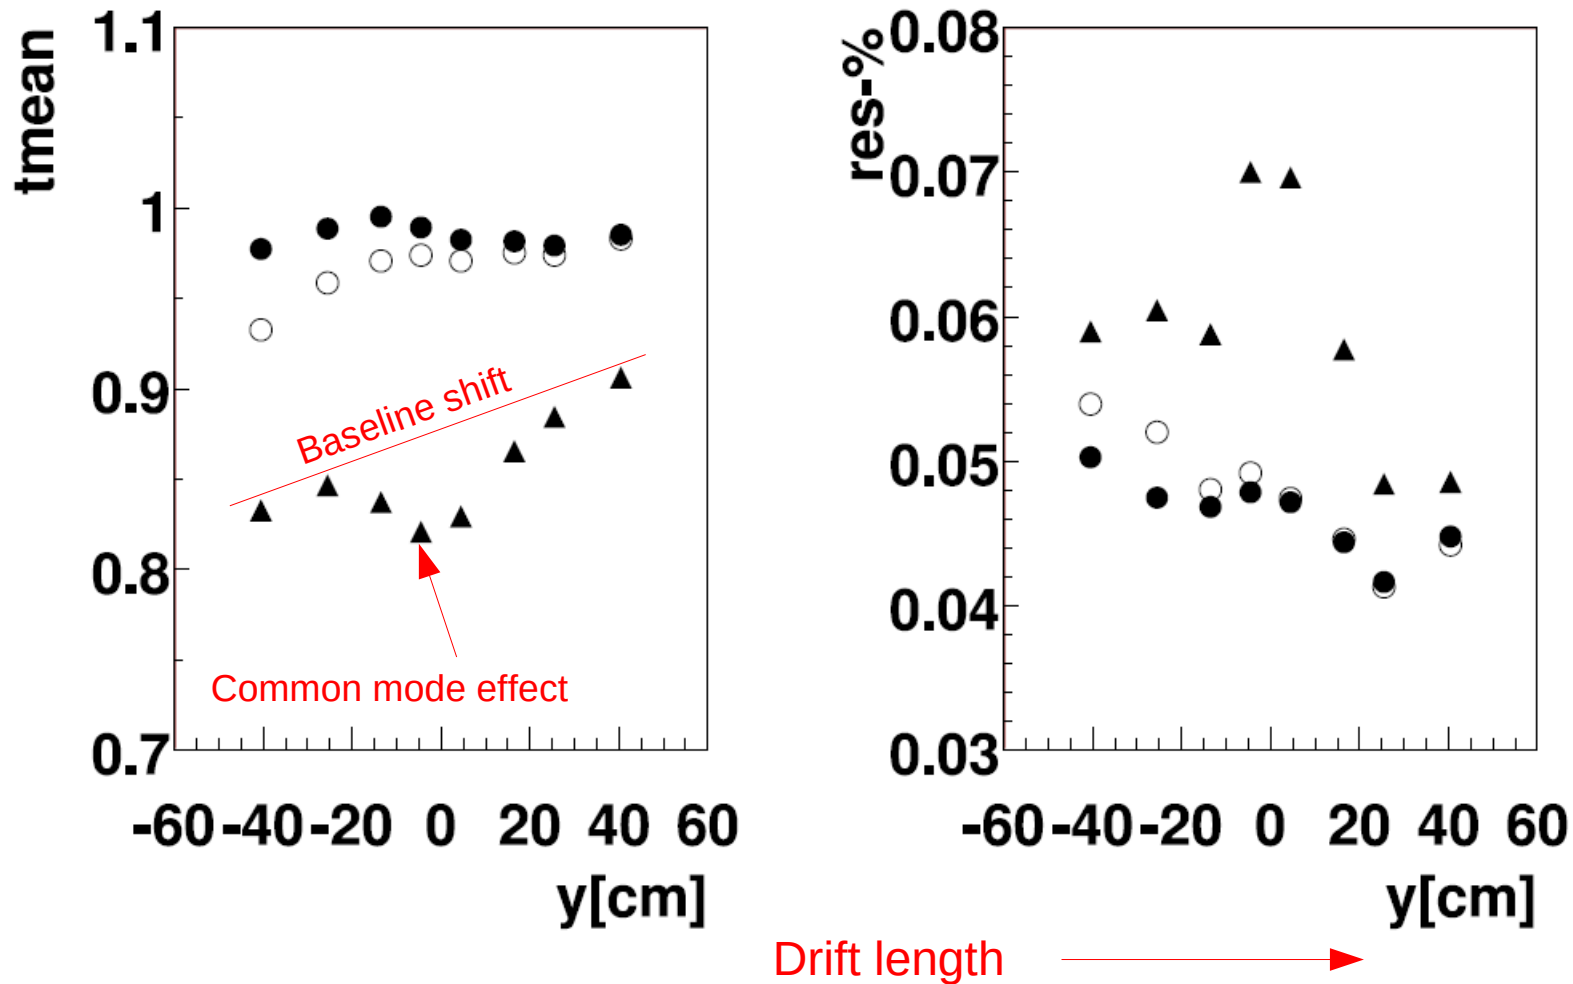 tmean
1.1
1
0.9
0.8
0.7
-60 -40 -20 0 20 40 60
y[cm]
Baseline shift
Common mode effect
res-%
0.08
0.07
0.06
0.05
0.04
0.03
-60 -40 -20 0 20 40 60
y[cm]
Drift length